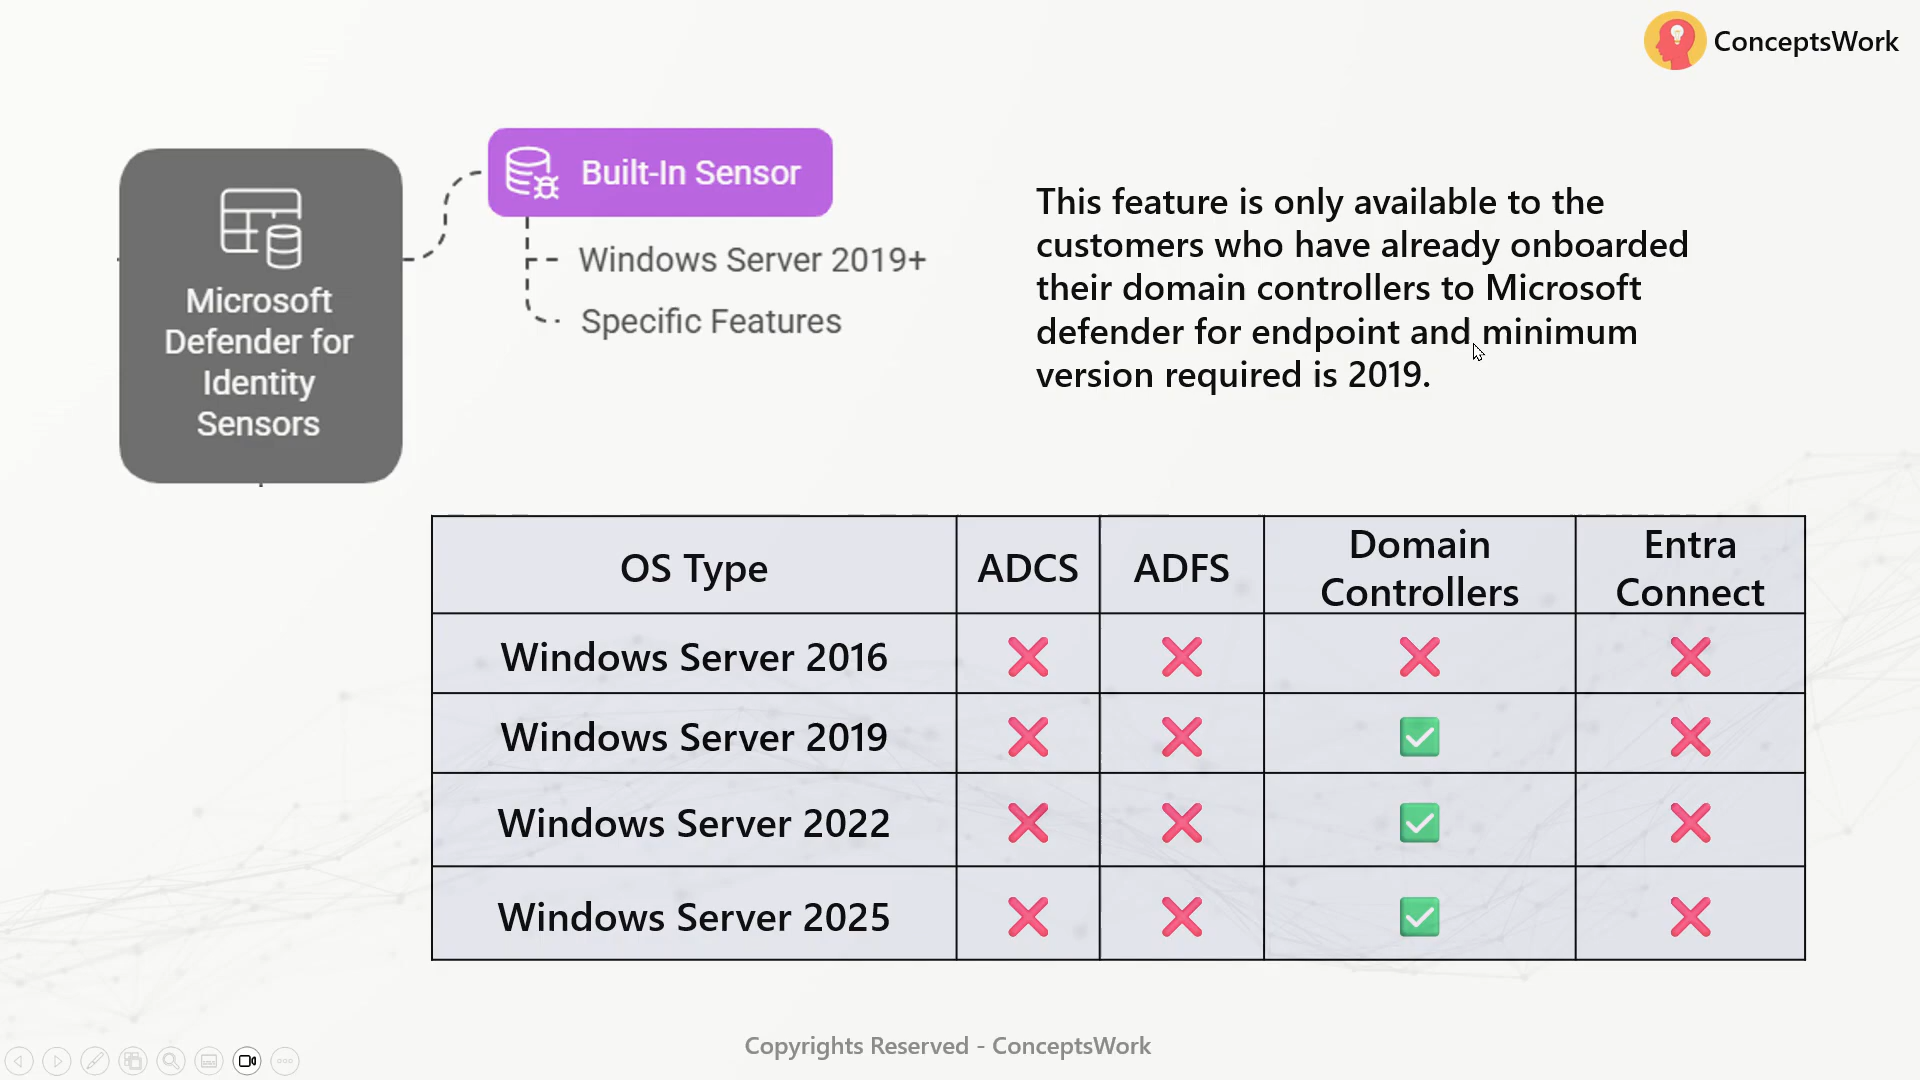 ConceptsWork
Built-In Sensor
Windows Server 2019+
Specific Features
Microsoft
Defender for
Identity
Sensors
This feature is only available to the
customers who have already onboarded
their domain controllers to Microsoft
defender for endpoint and minimum
version required is 2019.
OS Type ADCS ADFS Domain Controllers Entra Connect
Windows Server 2016 ❌ ❌ ❌ ❌
Windows Server 2019 ❌ ❌ ✅ ❌
Windows Server 2022 ❌ ❌ ✅ ❌
Windows Server 2025 ❌ ❌ ✅ ❌
Copyrights Reserved - ConceptsWork